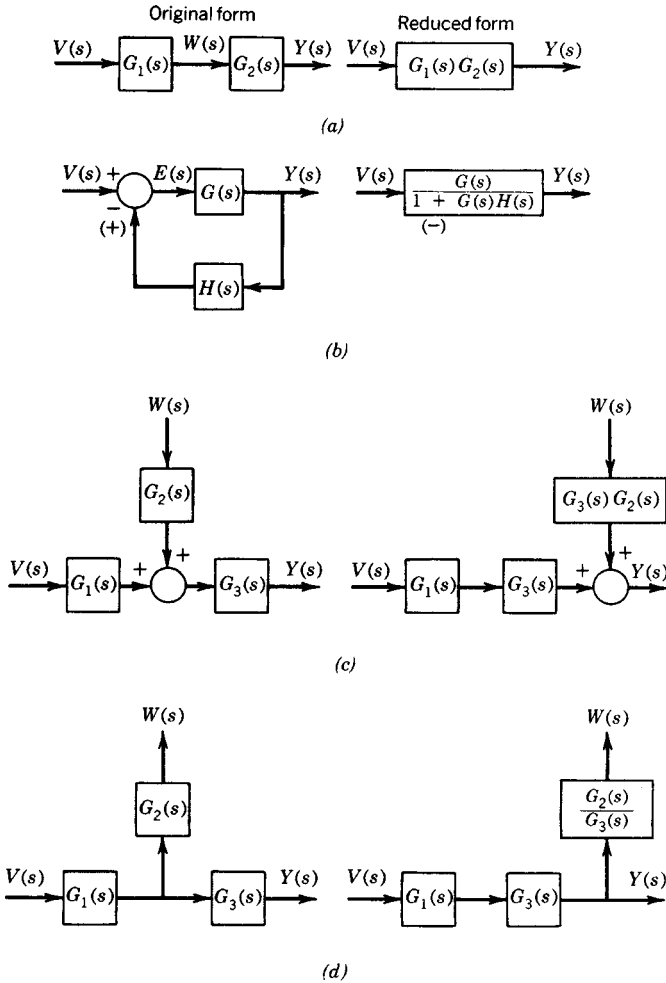 Original form Reduced form
V(s) G₁(s) W(s) G₂(s) Y(s) V(s) G₁(s)G₂(s) Y(s)
(a)
V(s) + E(s) G(s) Y(s) V(s) G(s) Y(s)
− 1 + G(s)H(s)
(+) (−)
H(s)
(b)
W(s) W(s)
G₂(s) G₃(s)G₂(s)
+ +
V(s) G₁(s) + G₃(s) Y(s) V(s) G₁(s) G₃(s) + Y(s)
(c)
W(s) W(s)
G₂(s) G₂(s)
G₃(s)
V(s) G₁(s) G₃(s) Y(s) V(s) G₁(s) G₃(s) Y(s)
(d)